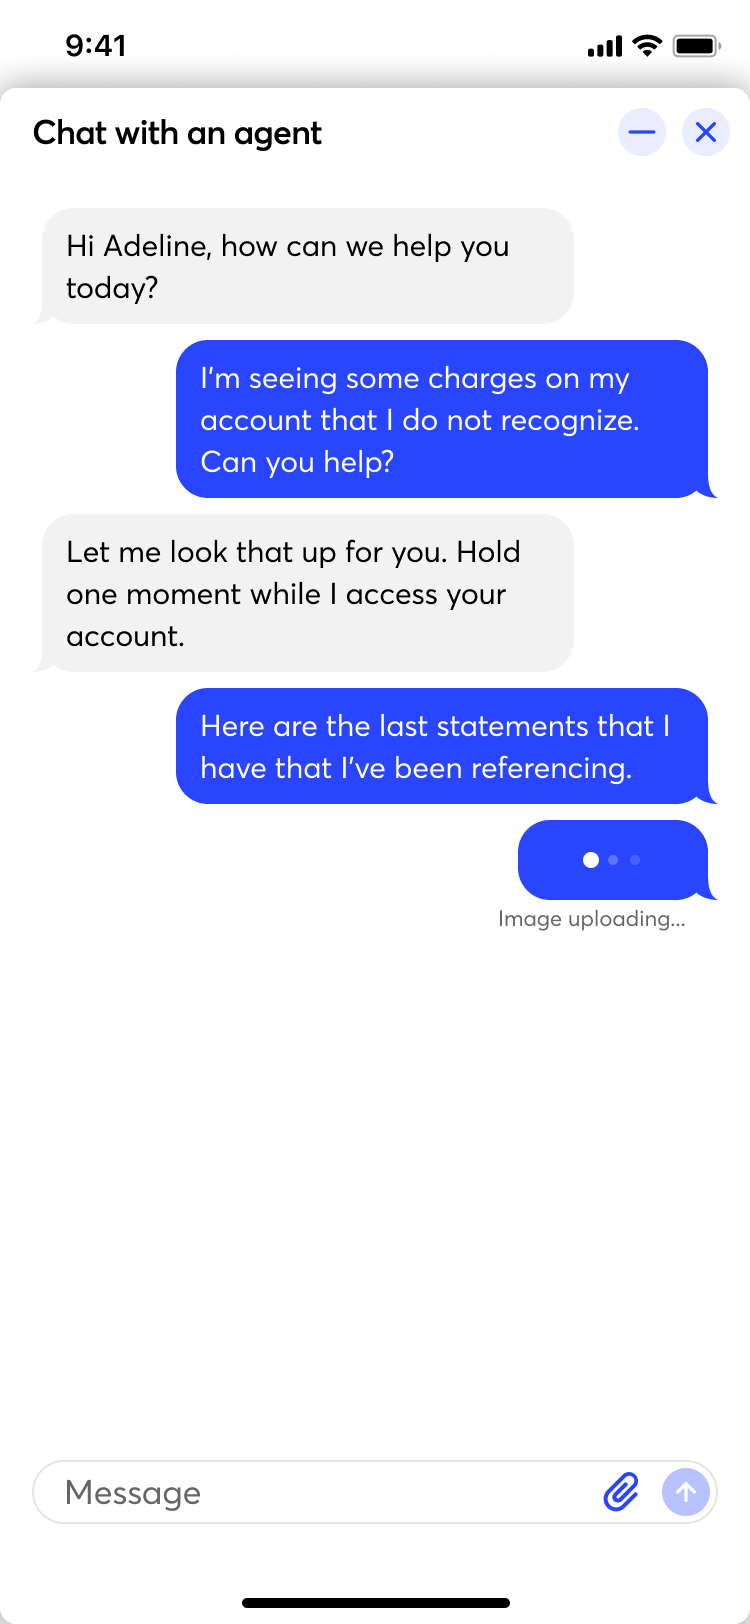 9:41
Chat with an agent
Hi Adeline, how can we help you
today?
I'm seeing some charges on my
account that I do not recognize.
Can you help?
Let me look that up for you. Hold
one moment while I access your
account.
Here are the last statements that I
have that I've been referencing.
Image uploading...
Message